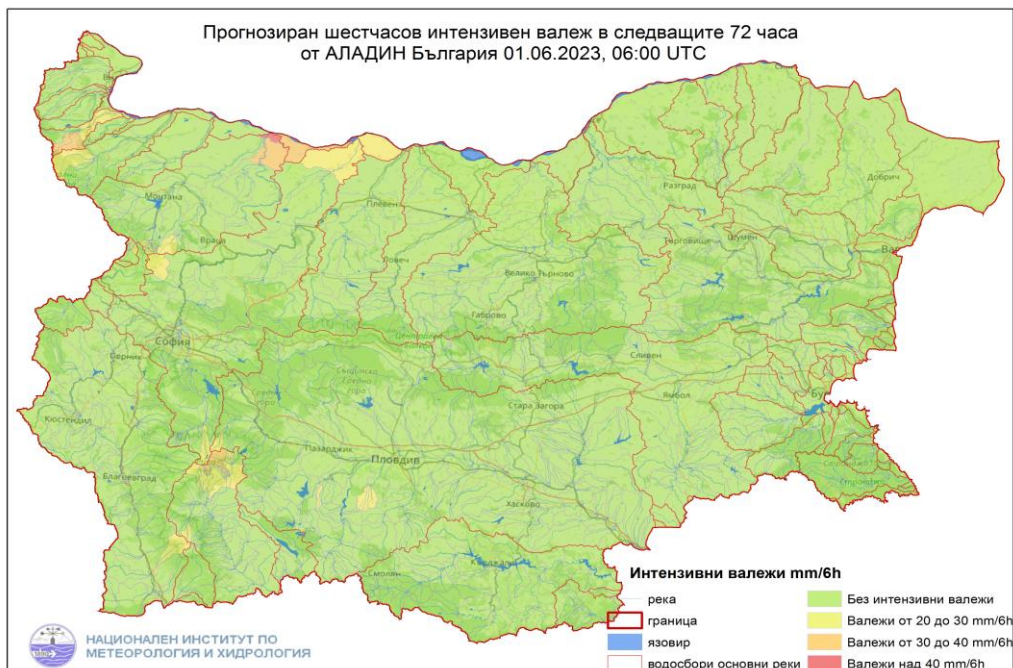 Прогнозиран шестчасов интензивен валеж в следващите 72 часа
от АЛАДИН България 01.06.2023, 06:00 UTC
Добрич
Разград
Монтана
Плевен
Враца
Търговище
Шумен
Ловеч
Велико Търново
Габрово
София
Перник
Сливен
Средна гора
Ямбол
Стара Загора
Кюстендил
Пазарджик
Пловдив
Благоевград
Хасково
Смолян
Интензивни валежи mm/6h
река
граница
язовир
водосбори основни реки
Без интензивни валежи
Валежи от 20 до 30 mm/6h
Валежи от 30 до 40 mm/6h
Валежи над 40 mm/6h
НАЦИОНАЛЕН ИНСТИТУТ ПО
МЕТЕОРОЛОГИЯ И ХИДРОЛОГИЯ